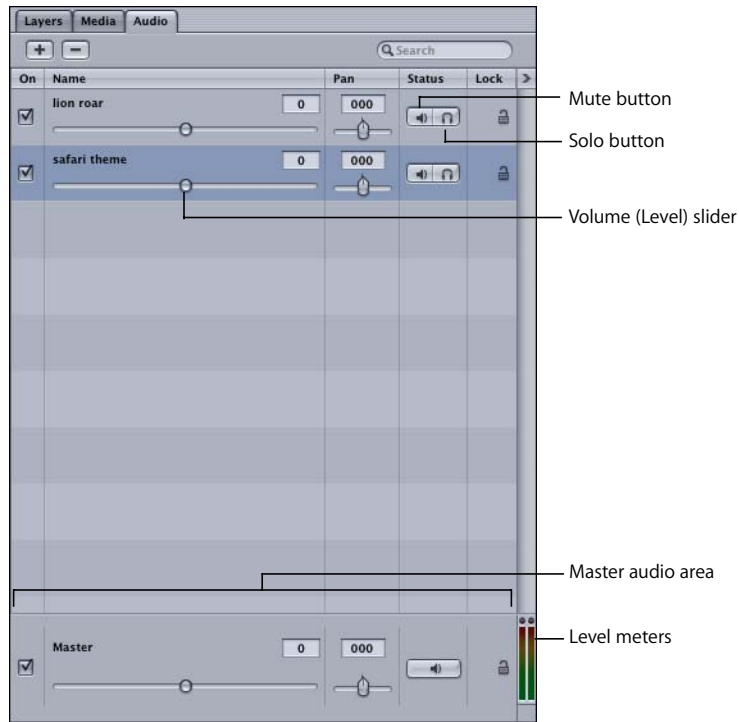 Layers Media Audio
Search
On Name Pan Status Lock
lion roar 0 000
Mute button
Solo button
safari theme 0 000
Volume (Level) slider
Master audio area
Level meters
Master 0 000